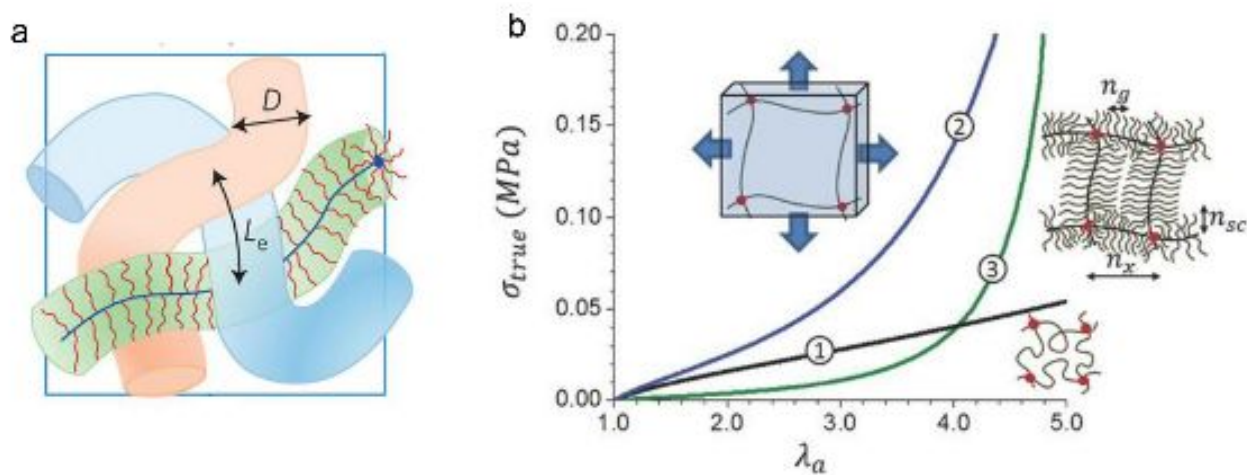 a
D
L_e
b
σ_true (MPa)
0.20
0.15
0.10
0.05
0.00
1.0 2.0 3.0 4.0 5.0
λ_a
①
②
③
n_g
n_sc
n_x